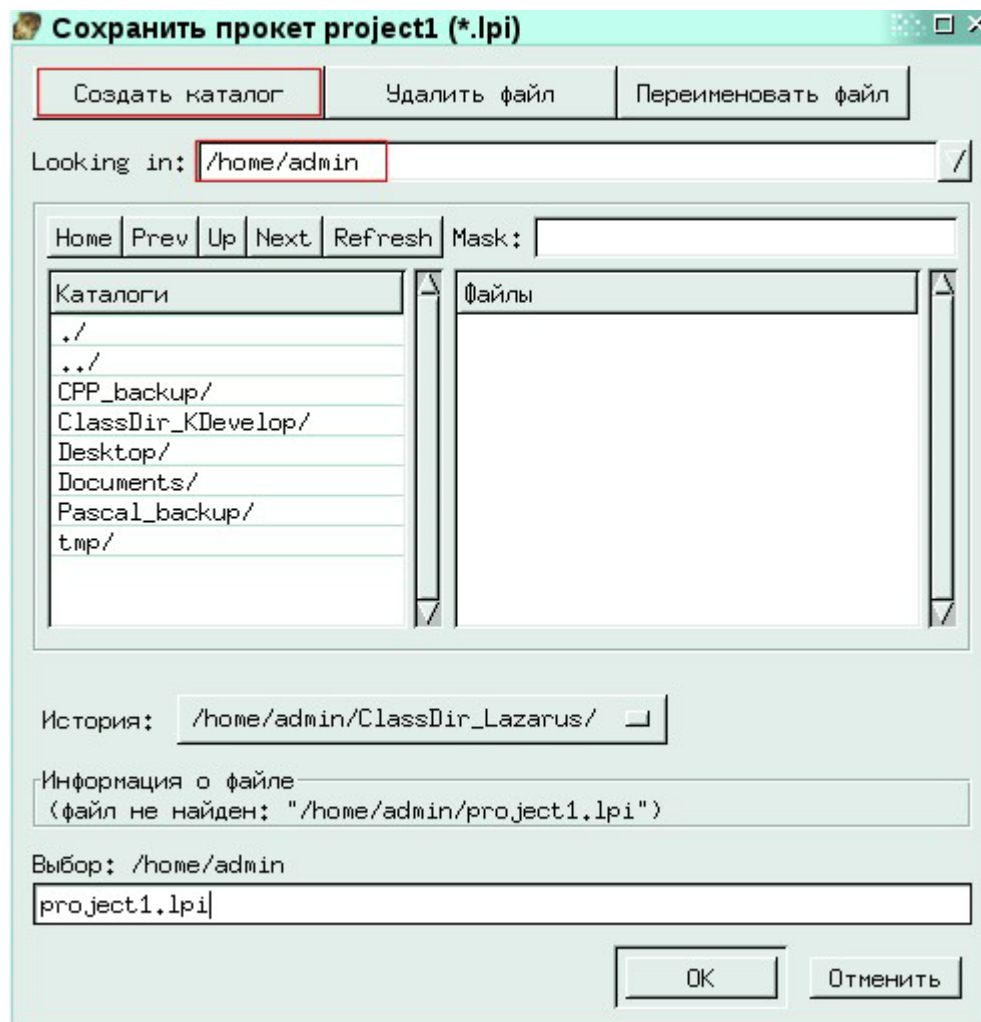 Сохранить прокет project1 (*.lpi)
Создать каталог Удалить файл Переименовать файл
Looking in: /home/admin
Home Prev Up Next Refresh Mask:
Каталоги Файлы
./
../
CPP_backup/
ClassDir_KDevelop/
Desktop/
Documents/
Pascal_backup/
tmp/
История: /home/admin/ClassDir_Lazarus/
Информация о файле
(файл не найден: "/home/admin/project1.lpi")
Выбор: /home/admin
project1.lpi
OK Отменить